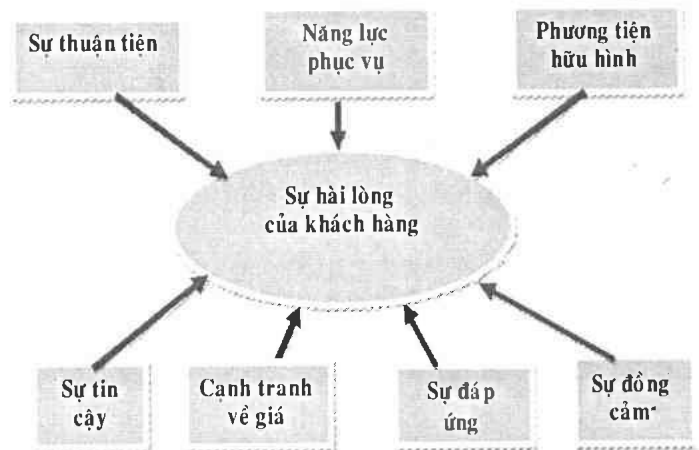 Sự thuận tiện
Năng lực
phục vụ
Phương tiện
hữu hình
Sự hài lòng
của khách hàng
Sự tin
cậy
Cạnh tranh
về giá
Sự đáp
ứng
Sự đồng
cảm